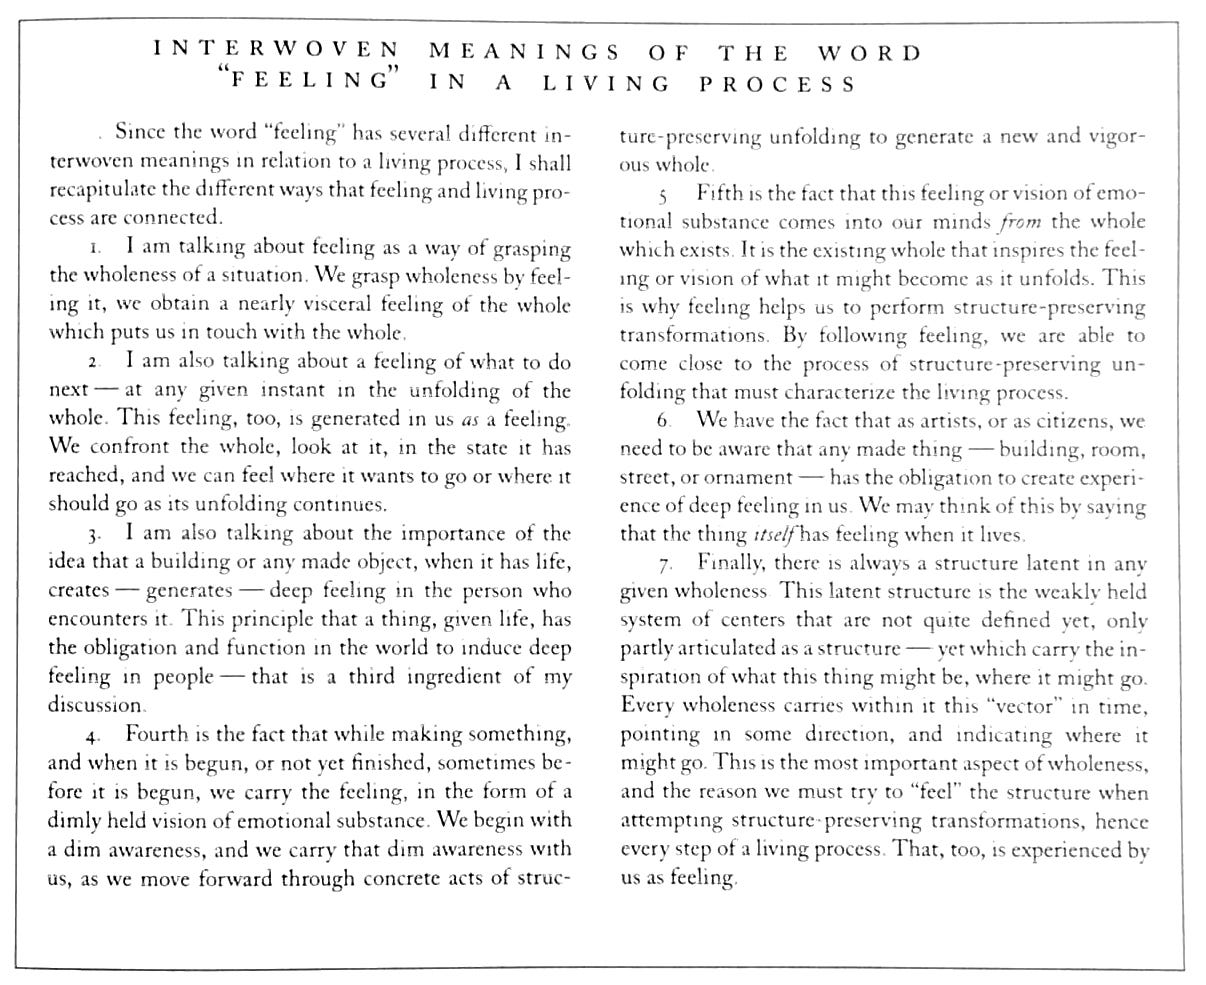 INTERWOVEN MEANINGS OF THE WORD
“FEELING” IN A LIVING PROCESS
Since the word “feeling” has several different in-
terwoven meanings in relation to a living process, I shall
recapitulate the different ways that feeling and living pro-
cess are connected.
1. I am talking about feeling as a way of grasping
the wholeness of a situation. We grasp wholeness by feel-
ing it, we obtain a nearly visceral feeling of the whole
which puts us in touch with the whole.
2. I am also talking about a feeling of what to do
next — at any given instant in the unfolding of the
whole. This feeling, too, is generated in us as a feeling.
We confront the whole, look at it, in the state it has
reached, and we can feel where it wants to go or where it
should go as its unfolding continues.
3. I am also talking about the importance of the
idea that a building or any made object, when it has life,
creates — generates — deep feeling in the person who
encounters it. This principle that a thing, given life, has
the obligation and function in the world to induce deep
feeling in people — that is a third ingredient of my
discussion.
4. Fourth is the fact that while making something,
and when it is begun, or not yet finished, sometimes be-
fore it is begun, we carry the feeling, in the form of a
dimly held vision of emotional substance. We begin with
a dim awareness, and we carry that dim awareness with
us, as we move forward through concrete acts of struc-
ture-preserving unfolding to generate a new and vigor-
ous whole.
5 Fifth is the fact that this feeling or vision of emo-
tional substance comes into our minds from the whole
which exists. It is the existing whole that inspires the feel-
ing or vision of what it might become as it unfolds. This
is why feeling helps us to perform structure-preserving
transformations. By following feeling, we are able to
come close to the process of structure-preserving un-
folding that must characterize the living process.
6. We have the fact that as artists, or as citizens, we
need to be aware that any made thing — building, room,
street, or ornament — has the obligation to create experi-
ence of deep feeling in us. We may think of this by saying
that the thing itself has feeling when it lives.
7. Finally, there is always a structure latent in any
given wholeness. This latent structure is the weakly held
system of centers that are not quite defined yet, only
partly articulated as a structure — yet which carry the in-
spiration of what this thing might be, where it might go.
Every wholeness carries within it this “vector” in time,
pointing in some direction, and indicating where it
might go. This is the most important aspect of wholeness,
and the reason we must try to “feel” the structure when
attempting structure-preserving transformations, hence
every step of a living process. That, too, is experienced by
us as feeling.